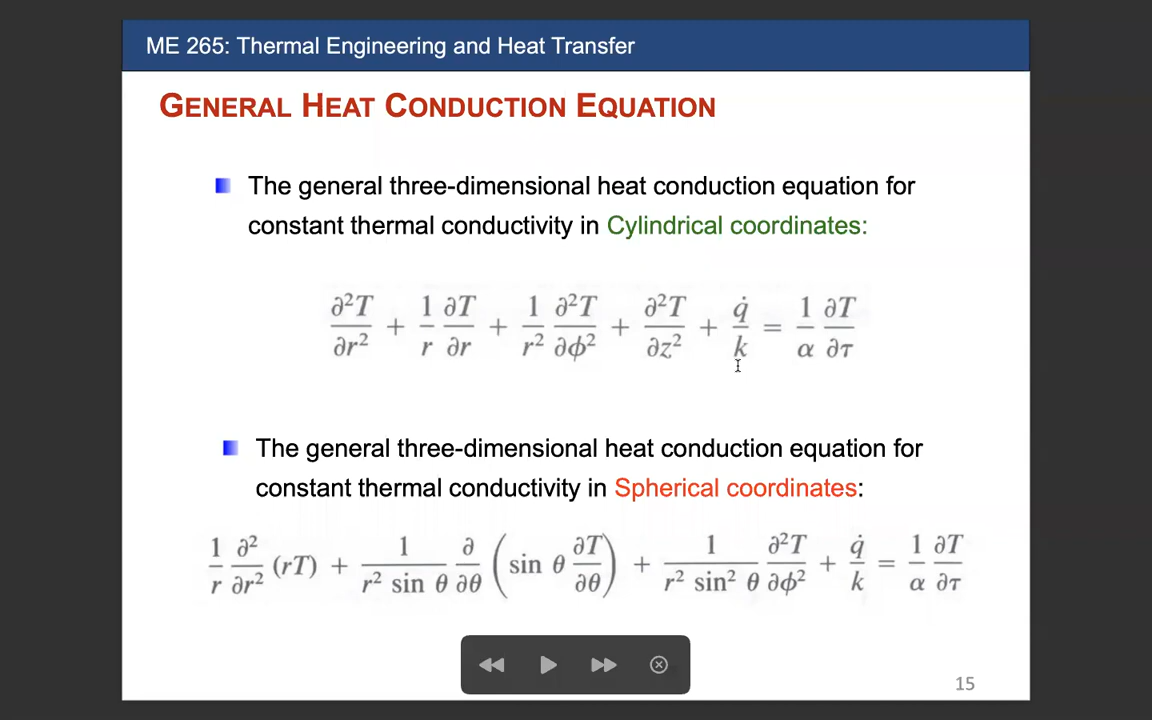 ME 265: Thermal Engineering and Heat Transfer
GENERAL HEAT CONDUCTION EQUATION
The general three-dimensional heat conduction equation for
constant thermal conductivity in Cylindrical coordinates:
∂²T/∂r² + 1/r ∂T/∂r + 1/r² ∂²T/∂ϕ² + ∂²T/∂z² + q̇/k = 1/α ∂T/∂τ
The general three-dimensional heat conduction equation for
constant thermal conductivity in Spherical coordinates:
1/r ∂²/∂r² (rT) + 1/(r² sin θ) ∂/∂θ (sin θ ∂T/∂θ) + 1/(r² sin² θ) ∂²T/∂ϕ² + q̇/k = 1/α ∂T/∂τ
15